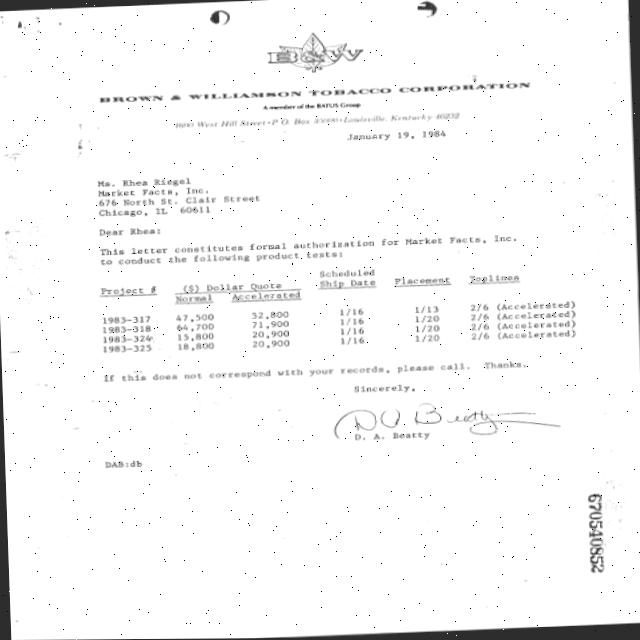 B&W
BROWN & WILLIAMSON TOBACCO CORPORATION
A member of the BATUS Group
West Hill Street • P.O. Box • Louisville, Kentucky 40232
January 19, 1984
Ms. Rhea Riegel
Market Facts, Inc.
676 North St. Clair Street
Chicago, IL 60611
Dear Rhea:
This letter constitutes formal authorization for Market Facts, Inc.
to conduct the following product tests:
Project # ($) Dollar Quote Scheduled Ship Date Placement Toplines
Normal Accelerated
1983-317 47,500 52,800 1/16 1/13 2/6 (Accelerated)
1983-318 64,700 71,900 1/16 1/20 2/6 (Accelerated)
1983-324 15,800 20,900 1/16 1/20 2/6 (Accelerated)
1983-325 18,800 20,900 1/16 1/20 2/6 (Accelerated)
If this does not correspond with your records, please call. Thanks.
Sincerely,
D. A. Beatty
D. A. Beatty
DAB:db
670540852